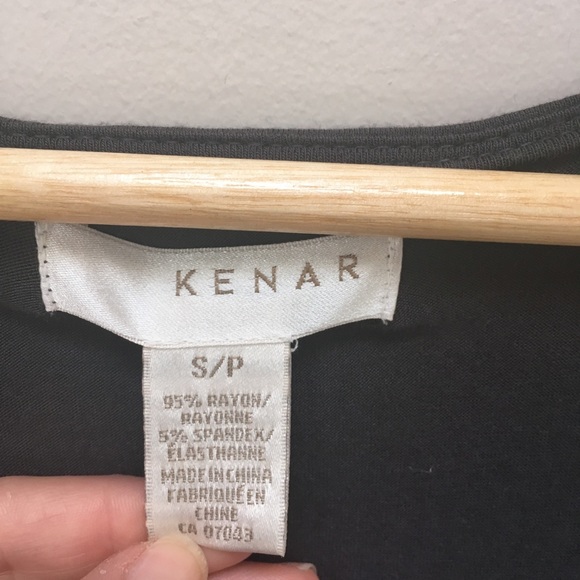 KENAR
S/P
95% RAYON/
RAYONNE
5% SPANDEX/
ÉLASTHANNE
MADE IN CHINA
FABRIQUÉ EN
CHINE
CA 07043